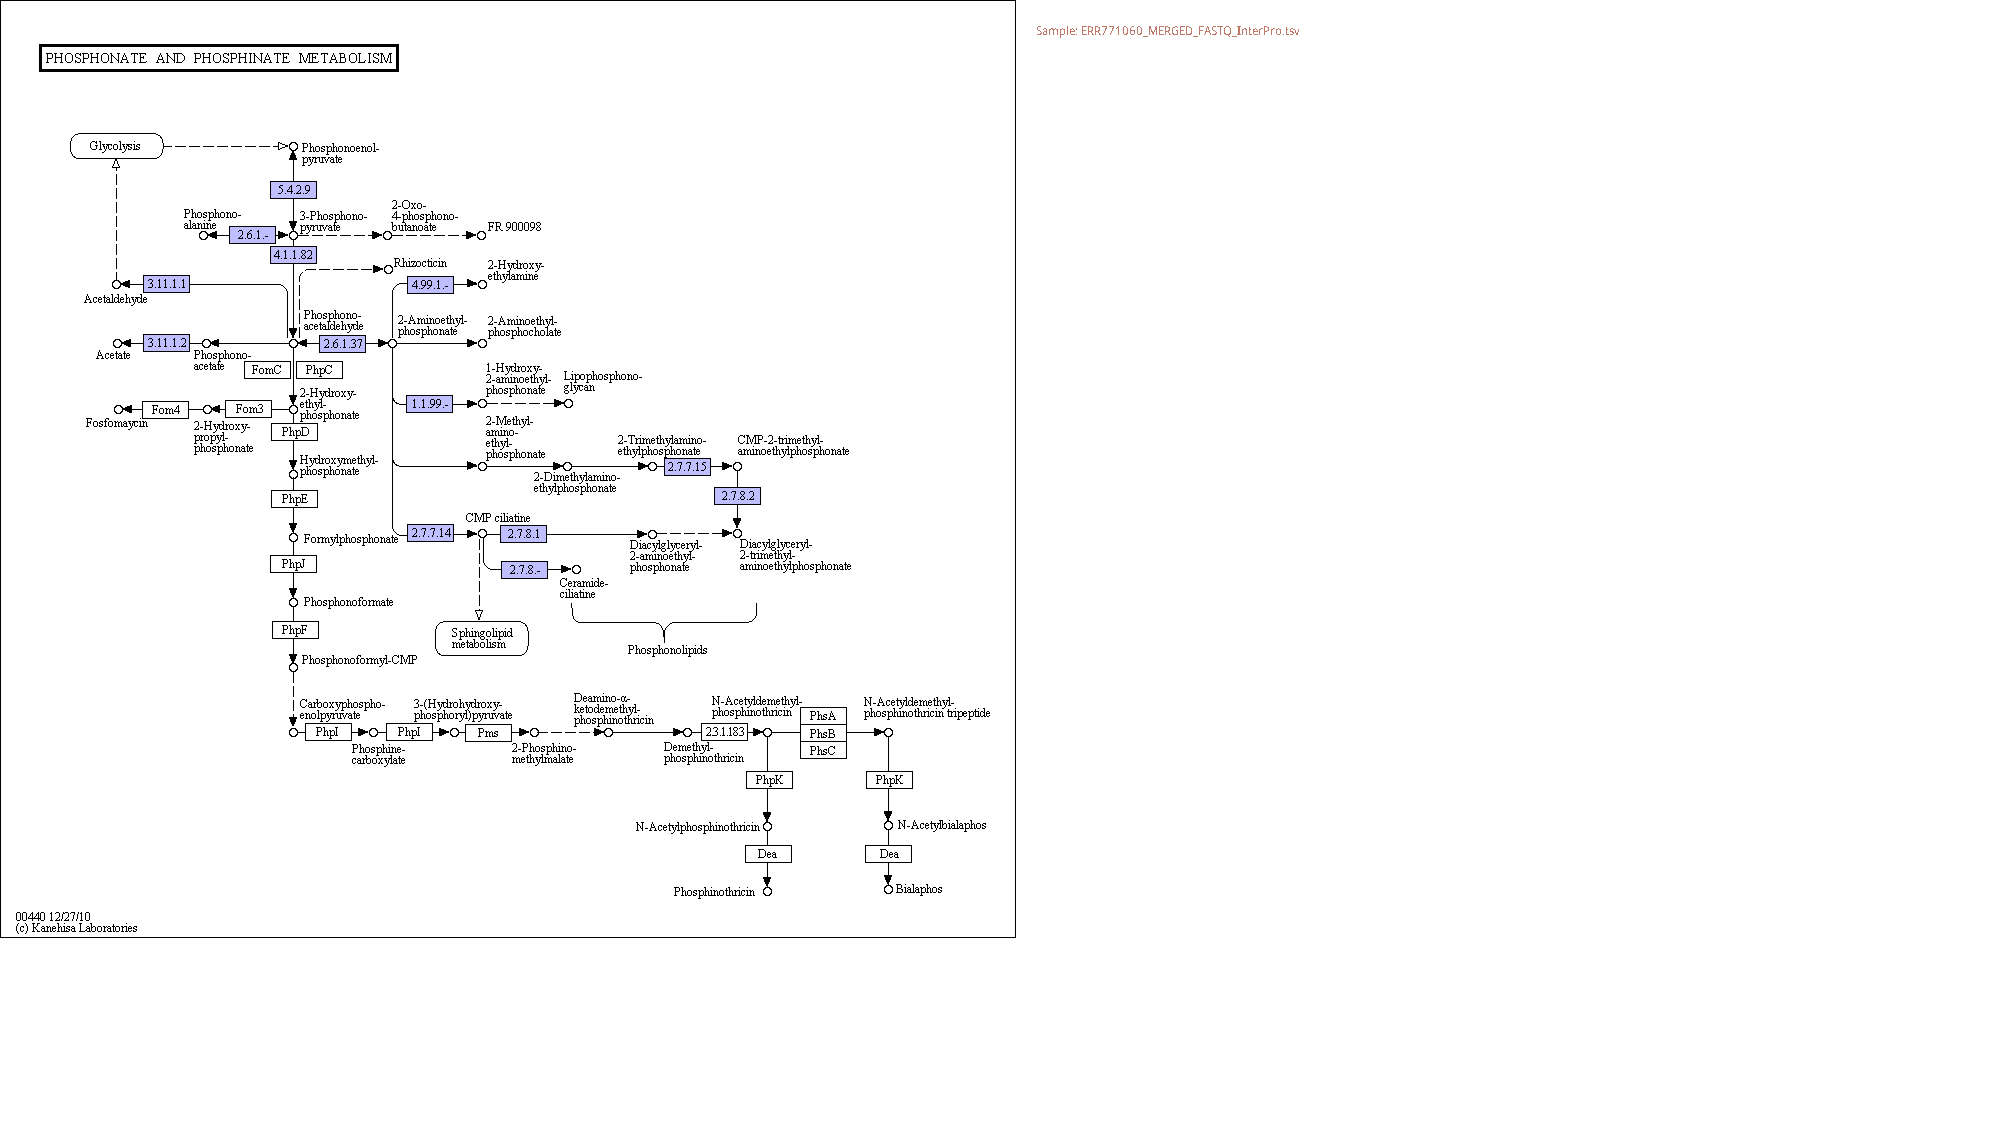 Sample: ERR771060_MERGED_FASTQ_InterPro.tsv
PHOSPHONATE AND PHOSPHINATE METABOLISM
Glycolysis
Phosphonoenol-
pyruvate
5.4.2.9
Phosphono-
alanine
2.6.1.-
3-Phosphono-
pyruvate
2-Oxo-
4-phosphono-
butanoate
FR 900098
4.1.1.82
Rhizocticin
2-Hydroxy-
ethylamine
3.11.1.1
4.99.1.-
Acetaldehyde
Phosphono-
acetaldehyde
2-Aminoethyl-
phosphonate
2-Aminoethyl-
phosphocholate
3.11.1.2
2.6.1.37
Acetate
Phosphono-
acetate
FomC
PhpC
1-Hydroxy-
2-aminoethyl-
phosphonate
Lipophosphono-
glycan
1.1.99.-
2-Hydroxy-
ethyl-
phosphonate
Fom4
Fom3
Fosfomaycin
2-Hydroxy-
propyl-
phosphonate
PhpD
2-Methyl-
amino-
ethyl-
phosphonate
2-Trimethylamino-
ethylphosphonate
CMP-2-trimethyl-
aminoethylphosphonate
Hydroxymethyl-
phosphonate
2.7.7.15
2-Dimethylamino-
ethylphosphonate
PhpE
2.7.8.2
CMP ciliatine
Formylphosphonate
2.7.7.14
2.7.8.1
Diacylglyceryl-
2-aminoethyl-
phosphonate
Diacylglyceryl-
2-trimethyl-
aminoethylphosphonate
PhpJ
2.7.8.-
Ceramide-
ciliatine
Phosphonoformate
PhpF
Sphingolipid
metabolism
Phosphonolipids
Phosphonoformyl-CMP
Carboxyphospho-
enolpyruvate
3-(Hydrohydroxy-
phosphoryl)pyruvate
Deamino-α-
ketodemethyl-
phosphinothricin
N-Acetyldemethyl-
phosphinothricin
N-Acetyldemethyl-
phosphinothricin tripeptide
PhpI
PhpI
Pms
2.3.1.183
PhsA
PhsB
PhsC
Phosphine-
carboxylate
2-Phosphino-
methylmalate
Demethyl-
phosphinothricin
PhpK
PhpK
N-Acetylphosphinothricin
N-Acetylbialaphos
Dea
Dea
Phosphinothricin
Bialaphos
00440 12/27/10
(c) Kanehisa Laboratories